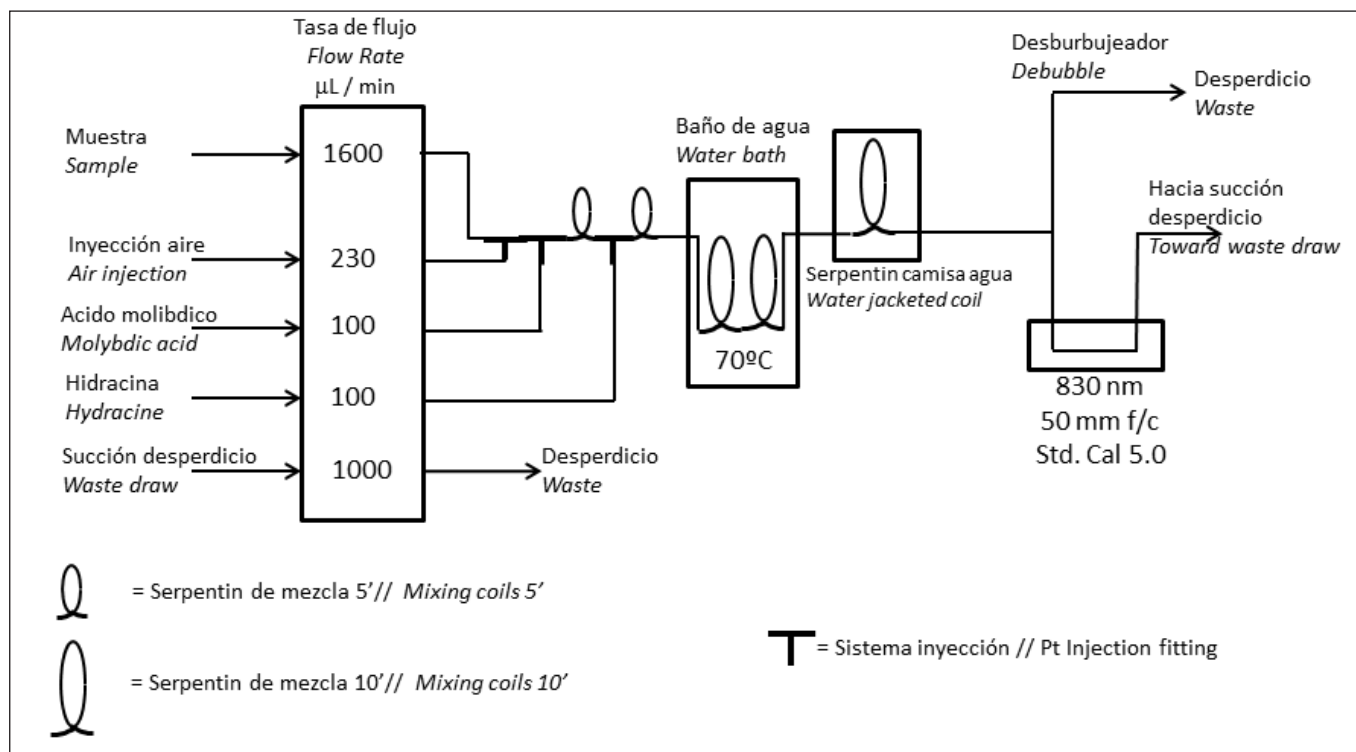 Tasa de flujo
Flow Rate
μL / min
Muestra
Sample
1600
Inyección aire
Air injection
230
Acido molibdico
Molybdic acid
100
Hidracina
Hydracine
100
Succión desperdicio
Waste draw
1000
Desperdicio
Waste
Baño de agua
Water bath
70ºC
Serpentin camisa agua
Water jacketed coil
Desburbujeador
Debubble
Desperdicio
Waste
Hacia succión
desperdicio
Toward waste draw
830 nm
50 mm f/c
Std. Cal 5.0
= Serpentin de mezcla 5’// Mixing coils 5’
= Serpentin de mezcla 10’// Mixing coils 10’
= Sistema inyección // Pt Injection fitting